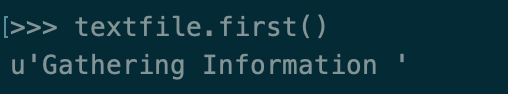 [>>> textfile.first()
u'Gathering Information '